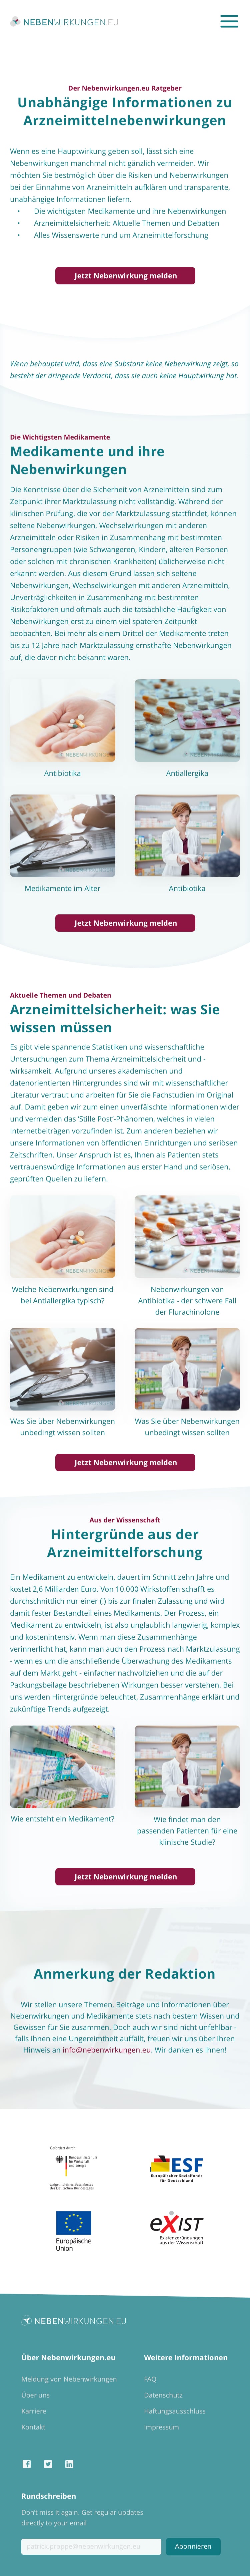 NEBENWIRKUNGEN.EU
Der Nebenwirkungen.eu Ratgeber
Unabhängige Informationen zu
Arzneimittelnebenwirkungen
Wenn es eine Hauptwirkung geben soll, lässt sich eine
Nebenwirkungen manchmal nicht gänzlich vermeiden. Wir
möchten Sie bestmöglich über die Risiken und Nebenwirkungen
bei der Einnahme von Arzneimitteln aufklären und transparente,
unabhängige Informationen liefern.
• Die wichtigsten Medikamente und ihre Nebenwirkungen
• Arzneimittelsicherheit: Aktuelle Themen und Debatten
• Alles Wissenswerte rund um Arzneimittelforschung
Jetzt Nebenwirkung melden
Wenn behauptet wird, dass eine Substanz keine Nebenwirkung zeigt, so
besteht der dringende Verdacht, dass sie auch keine Hauptwirkung hat.
Die Wichtigsten Medikamente
Medikamente und ihre
Nebenwirkungen
Die Kenntnisse über die Sicherheit von Arzneimitteln sind zum
Zeitpunkt ihrer Marktzulassung nicht vollständig. Während der
klinischen Prüfung, die vor der Marktzulassung stattfindet, können
seltene Nebenwirkungen, Wechselwirkungen mit anderen
Arzneimitteln oder Risiken in Zusammenhang mit bestimmten
Personengruppen (wie Schwangeren, Kindern, älteren Personen
oder solchen mit chronischen Krankheiten) üblicherweise nicht
erkannt werden. Aus diesem Grund lassen sich seltene
Nebenwirkungen, Wechselwirkungen mit anderen Arzneimitteln,
Unverträglichkeiten in Zusammenhang mit bestimmten
Risikofaktoren und oftmals auch die tatsächliche Häufigkeit von
Nebenwirkungen erst zu einem viel späteren Zeitpunkt
beobachten. Bei mehr als einem Drittel der Medikamente treten
bis zu 12 Jahre nach Marktzulassung ernsthafte Nebenwirkungen
auf, die davor nicht bekannt waren.
Antibiotika
Antiallergika
Medikamente im Alter
Antibiotika
Jetzt Nebenwirkung melden
Aktuelle Themen und Debaten
Arzneimittelsicherheit: was Sie
wissen müssen
Es gibt viele spannende Statistiken und wissenschaftliche
Untersuchungen zum Thema Arzneimittelsicherheit und -
wirksamkeit. Aufgrund unseres akademischen und
datenorientierten Hintergrundes sind wir mit wissenschaftlicher
Literatur vertraut und arbeiten für Sie die Fachstudien im Original
auf. Damit geben wir zum einen unverfälschte Informationen wider
und vermeiden das 'Stille Post'-Phänomen, welches in vielen
Internetbeiträgen vorzufinden ist. Zum anderen beziehen wir
unsere Informationen von öffentlichen Einrichtungen und seriösen
Zeitschriften. Unser Anspruch ist es, Ihnen als Patienten stets
vertrauenswürdige Informationen aus erster Hand und seriösen,
geprüften Quellen zu liefern.
Welche Nebenwirkungen sind
bei Antiallergika typisch?
Nebenwirkungen von
Antibiotika - der schwere Fall
der Flurachinolone
Was Sie über Nebenwirkungen
unbedingt wissen sollten
Was Sie über Nebenwirkungen
unbedingt wissen sollten
Jetzt Nebenwirkung melden
Aus der Wissenschaft
Hintergründe aus der
Arzneimittelforschung
Ein Medikament zu entwickeln, dauert im Schnitt zehn Jahre und
kostet 2,6 Milliarden Euro. Von 10.000 Wirkstoffen schafft es
durchschnittlich nur einer (!) bis zur finalen Zulassung und wird
damit fester Bestandteil eines Medikaments. Der Prozess, ein
Medikament zu entwickeln, ist also unglaublich langwierig, komplex
und kostenintensiv. Wenn man diese Zusammenhänge
verinnerlicht hat, kann man auch den Prozess nach Marktzulassung
- wenn es um die anschließende Überwachung des Medikaments
auf dem Markt geht - einfacher nachvollziehen und die auf der
Packungsbeilage beschriebenen Wirkungen besser verstehen. Bei
uns werden Hintergründe beleuchtet, Zusammenhänge erklärt und
zukünftige Trends aufgezeigt.
Wie entsteht ein Medikament?
Wie findet man den
passenden Patienten für eine
klinische Studie?
Jetzt Nebenwirkung melden
Anmerkung der Redaktion
Wir stellen unsere Themen, Beiträge und Informationen über
Nebenwirkungen und Medikamente stets nach bestem Wissen und
Gewissen für Sie zusammen. Doch auch wir sind nicht unfehlbar -
falls Ihnen eine Ungereimtheit auffällt, freuen wir uns über Ihren
Hinweis an info@nebenwirkungen.eu. Wir danken es Ihnen!
Gefördert durch:
Bundesministerium
für Wirtschaft
und Energie
aufgrund eines Beschlusses
des Deutschen Bundestages
ESF
Europäischer Sozialfonds
für Deutschland
Europäische
Union
eXIST
Existenzgründungen
aus der Wissenschaft
NEBENWIRKUNGEN.EU
Über Nebenwirkungen.eu
Meldung von Nebenwirkungen
Über uns
Karriere
Kontakt
Weitere Informationen
FAQ
Datenschutz
Haftungsausschluss
Impressum
Rundschreiben
Don't miss it again. Get regular updates
directly to your email
Abonnieren